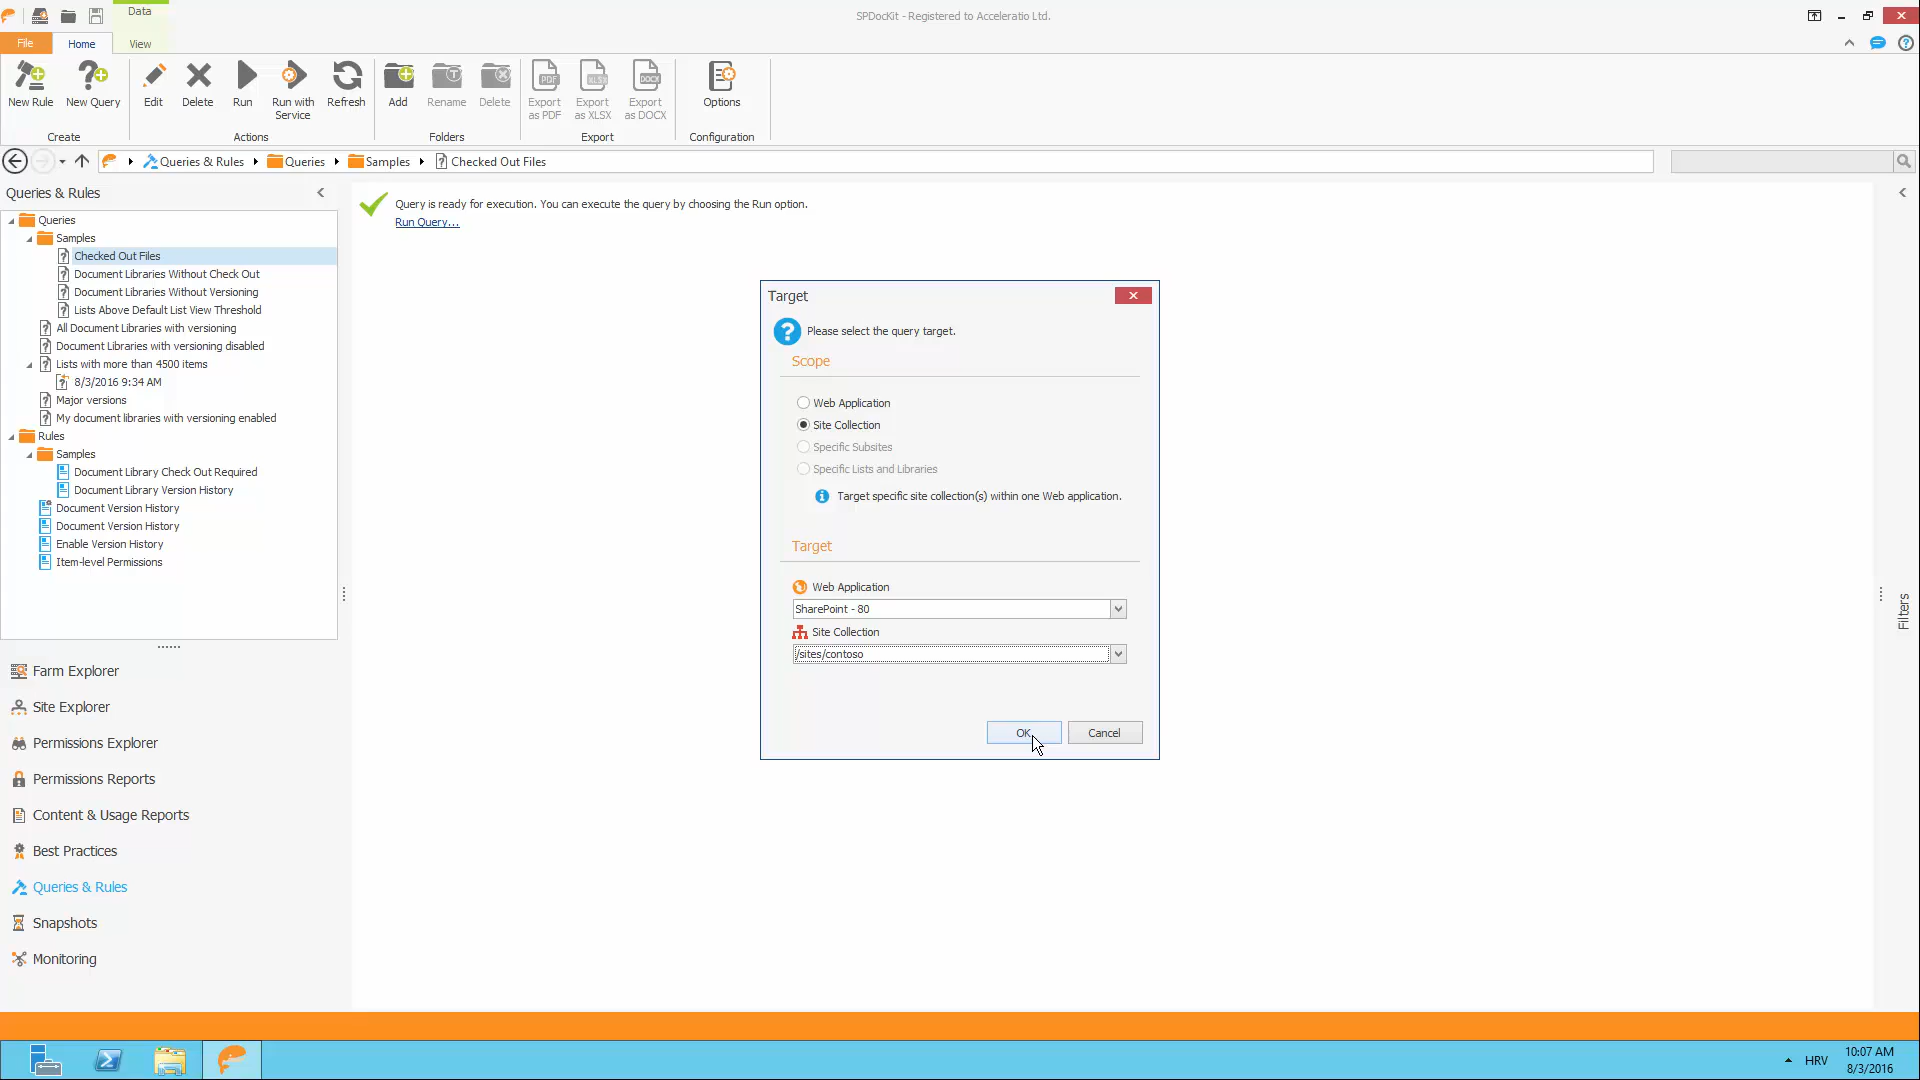 Data
SPDocKit - Registered to Acceleratio Ltd.
File
Home
View
New Rule
New Query
Edit
Delete
Run
Run with
Service
Refresh
Add
Rename
Delete
Export
as PDF
Export
as XLSX
Export
as DOCX
Options
Create
Actions
Folders
Export
Configuration
Queries & Rules
Queries
Samples
Checked Out Files
Queries & Rules
Queries
Samples
Checked Out Files
Document Libraries Without Check Out
Document Libraries Without Versioning
Lists Above Default List View Threshold
All Document Libraries with versioning
Document Libraries with versioning disabled
Lists with more than 4500 items
8/3/2016 9:34 AM
Major versions
My document libraries with versioning enabled
Rules
Samples
Document Library Check Out Required
Document Library Version History
Document Version History
Document Version History
Enable Version History
Item-level Permissions
Farm Explorer
Site Explorer
Permissions Explorer
Permissions Reports
Content & Usage Reports
Best Practices
Queries & Rules
Snapshots
Monitoring
Query is ready for execution. You can execute the query by choosing the Run option.
Run Query...
Target
Please select the query target.
Scope
Web Application
Site Collection
Specific Subsites
Specific Lists and Libraries
Target specific site collection(s) within one Web application.
Target
Web Application
SharePoint - 80
Site Collection
/sites/contoso
OK
Cancel
Filters
HRV
10:07 AM
8/3/2016